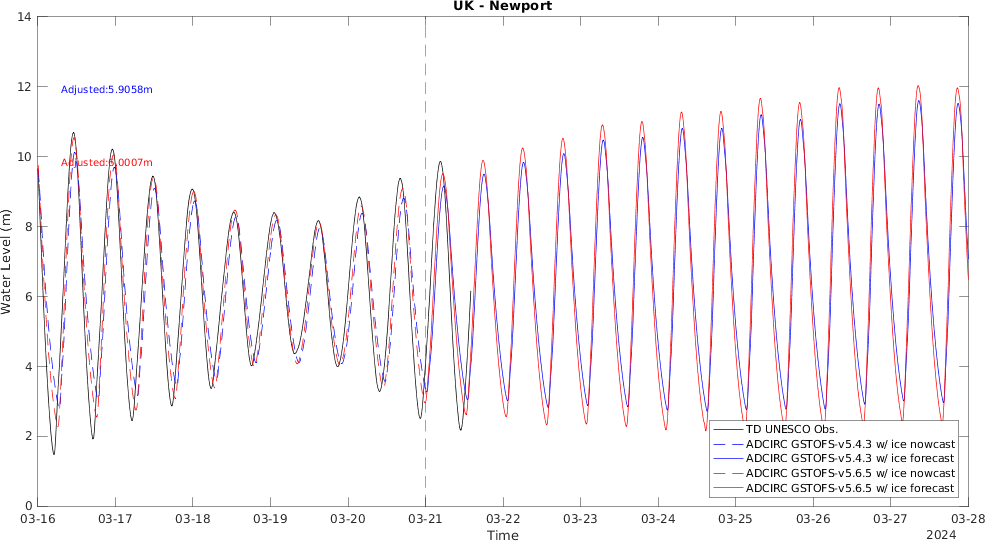 UK - Newport
14
12
10
8
6
4
2
0
Water Level (m)
Adjusted:5.9058m
Adjusted:6.0007m
TD UNESCO Obs.
ADCIRC GSTOFS-v5.4.3 w/ ice nowcast
ADCIRC GSTOFS-v5.4.3 w/ ice forecast
ADCIRC GSTOFS-v5.6.5 w/ ice nowcast
ADCIRC GSTOFS-v5.6.5 w/ ice forecast
03-16 03-17 03-18 03-19 03-20 03-21 03-22 03-23 03-24 03-25 03-26 03-27 03-28
Time
2024